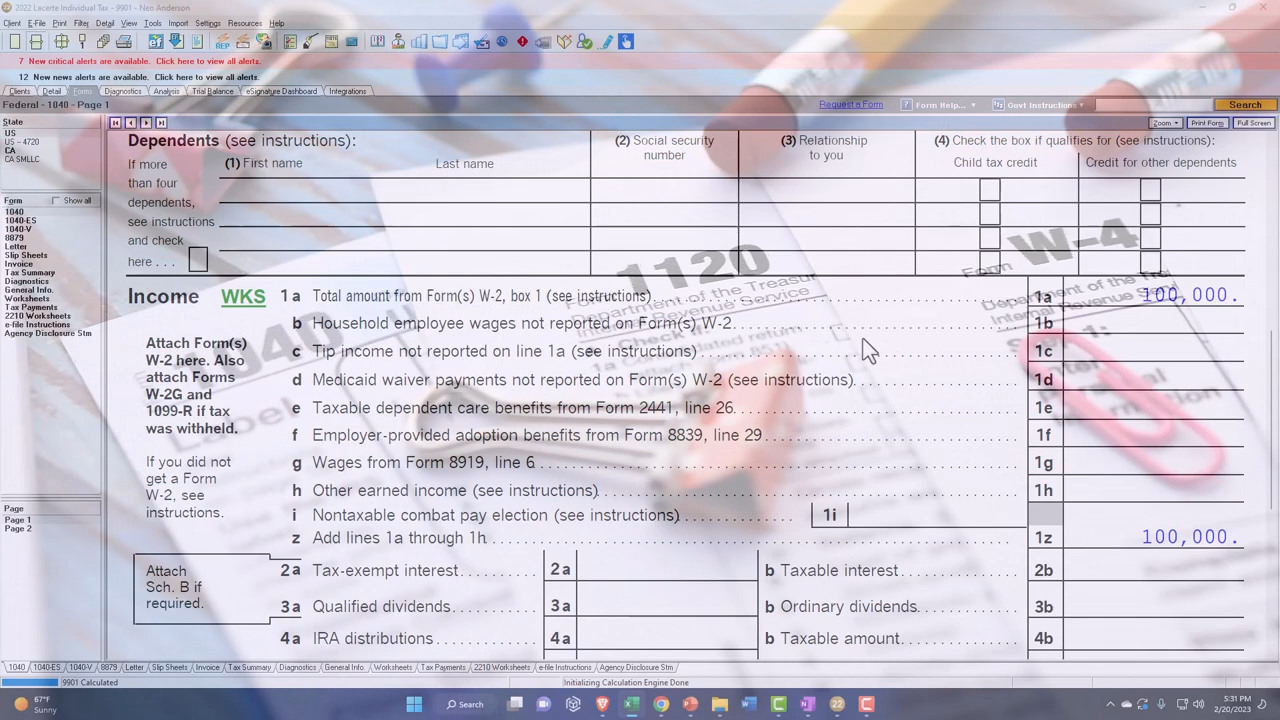 2022 Lacerte Individual Tax - 9901 - Neo Anderson
Client E-File Print Filter Detail View Tools Import Settings Resources Help
7 New critical alerts are available. Click here to view all alerts.
12 New news alerts are available. Click here to view all alerts.
Clients Detail Forms Diagnostics Analysis Trial Balance eSignature Dashboard Integrations
Federal - 1040 - Page 1 Request a Form Form Help... Govt Instructions Search
Zoom Print Form Full Screen
State
US
US - 4720
CA
CA SMLLC
Form Show all
1040
1040-ES
1040-V
8879
Letter
Slip Sheets
Invoice
Tax Summary
Diagnostics
General Info.
Worksheets
Tax Payments
2210 Worksheets
e-file Instructions
Agency Disclosure Stm
Page
Page 1
Page 2
Dependents (see instructions):
If more than four dependents, see instructions and check here . . .
(1) First name Last name
(2) Social security number
(3) Relationship to you
(4) Check the box if qualifies for (see instructions):
Child tax credit Credit for other dependents
Income WKS
Attach Form(s)
W-2 here. Also
attach Forms
W-2G and
1099-R if tax
was withheld.
If you did not
get a Form
W-2, see
instructions.
1a Total amount from Form(s) W-2, box 1 (see instructions) 1a 100,000.
b Household employee wages not reported on Form(s) W-2 1b
c Tip income not reported on line 1a (see instructions) 1c
d Medicaid waiver payments not reported on Form(s) W-2 (see instructions) 1d
e Taxable dependent care benefits from Form 2441, line 26 1e
f Employer-provided adoption benefits from Form 8839, line 29 1f
g Wages from Form 8919, line 6 1g
h Other earned income (see instructions) 1h
i Nontaxable combat pay election (see instructions) 1i
z Add lines 1a through 1h 1z 100,000.
Attach
Sch. B if
required.
2a Tax-exempt interest 2a b Taxable interest 2b
3a Qualified dividends 3a b Ordinary dividends 3b
4a IRA distributions 4a b Taxable amount 4b
1120
Department of the Treasury
Form W-4
1040
1040 1040-ES 1040-V 8879 Letter Slip Sheets Invoice Tax Summary Diagnostics General Info. Worksheets Tax Payments 2210 Worksheets e-file Instructions Agency Disclosure Stm
9901 Calculated Initializing Calculation Engine Done
67°F
Sunny
Search
5:31 PM
2/20/2023